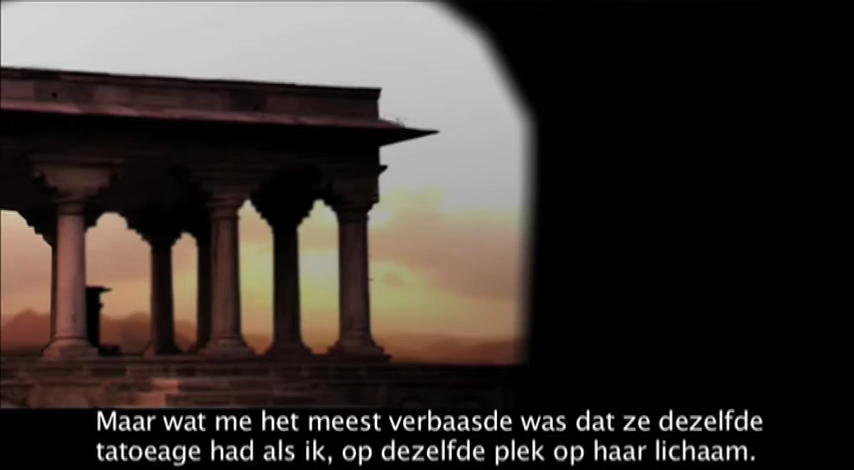 Maar wat me het meest verbaasde was dat ze dezelfde
tatoeage had als ik, op dezelfde plek op haar lichaam.